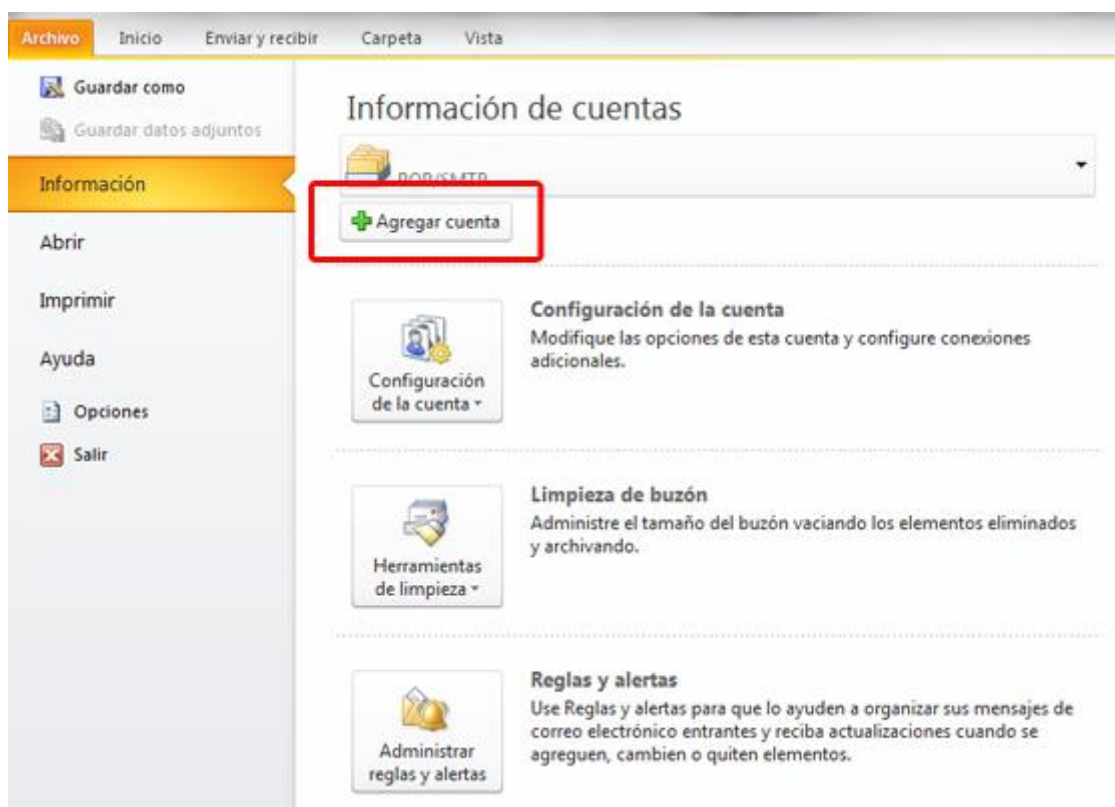 Archivo Inicio Enviar y recibir Carpeta Vista
Guardar como
Guardar datos adjuntos
Información
Abrir
Imprimir
Ayuda
Opciones
Salir
Información de cuentas
POP/SMTP
Agregar cuenta
Configuración
de la cuenta
Configuración de la cuenta
Modifique las opciones de esta cuenta y configure conexiones
adicionales.
Herramientas
de limpieza
Limpieza de buzón
Administre el tamaño del buzón vaciando los elementos eliminados
y archivando.
Administrar
reglas y alertas
Reglas y alertas
Use Reglas y alertas para que lo ayuden a organizar sus mensajes de
correo electrónico entrantes y reciba actualizaciones cuando se
agreguen, cambien o quiten elementos.